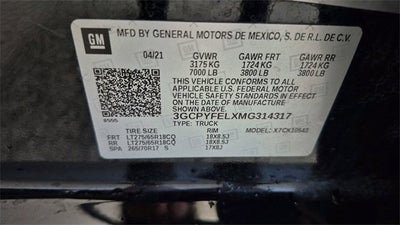 GM
MFD BY GENERAL MOTORS DE MEXICO, S. DE R.L. DE C.V.
04/21 GVWR GAWR FRT GAWR RR
3175 KG 1724 KG 1724 KG
7000 LB 3800 LB 3800 LB
THIS VEHICLE CONFORMS TO ALL APPLICABLE
U.S. FEDERAL MOTOR VEHICLE SAFETY
STANDARDS IN EFFECT ON THE DATE OF
MANUFACTURE SHOWN ABOVE.
3GCPYFELXMG314317
TYPE: TRUCK
TIRE SIZE RIM MODEL:
FRT LT275/65R18CQ 18X8.5J
RR LT275/65R18CQ 18X8.5J
SPA 265/70R17 S 17X8J